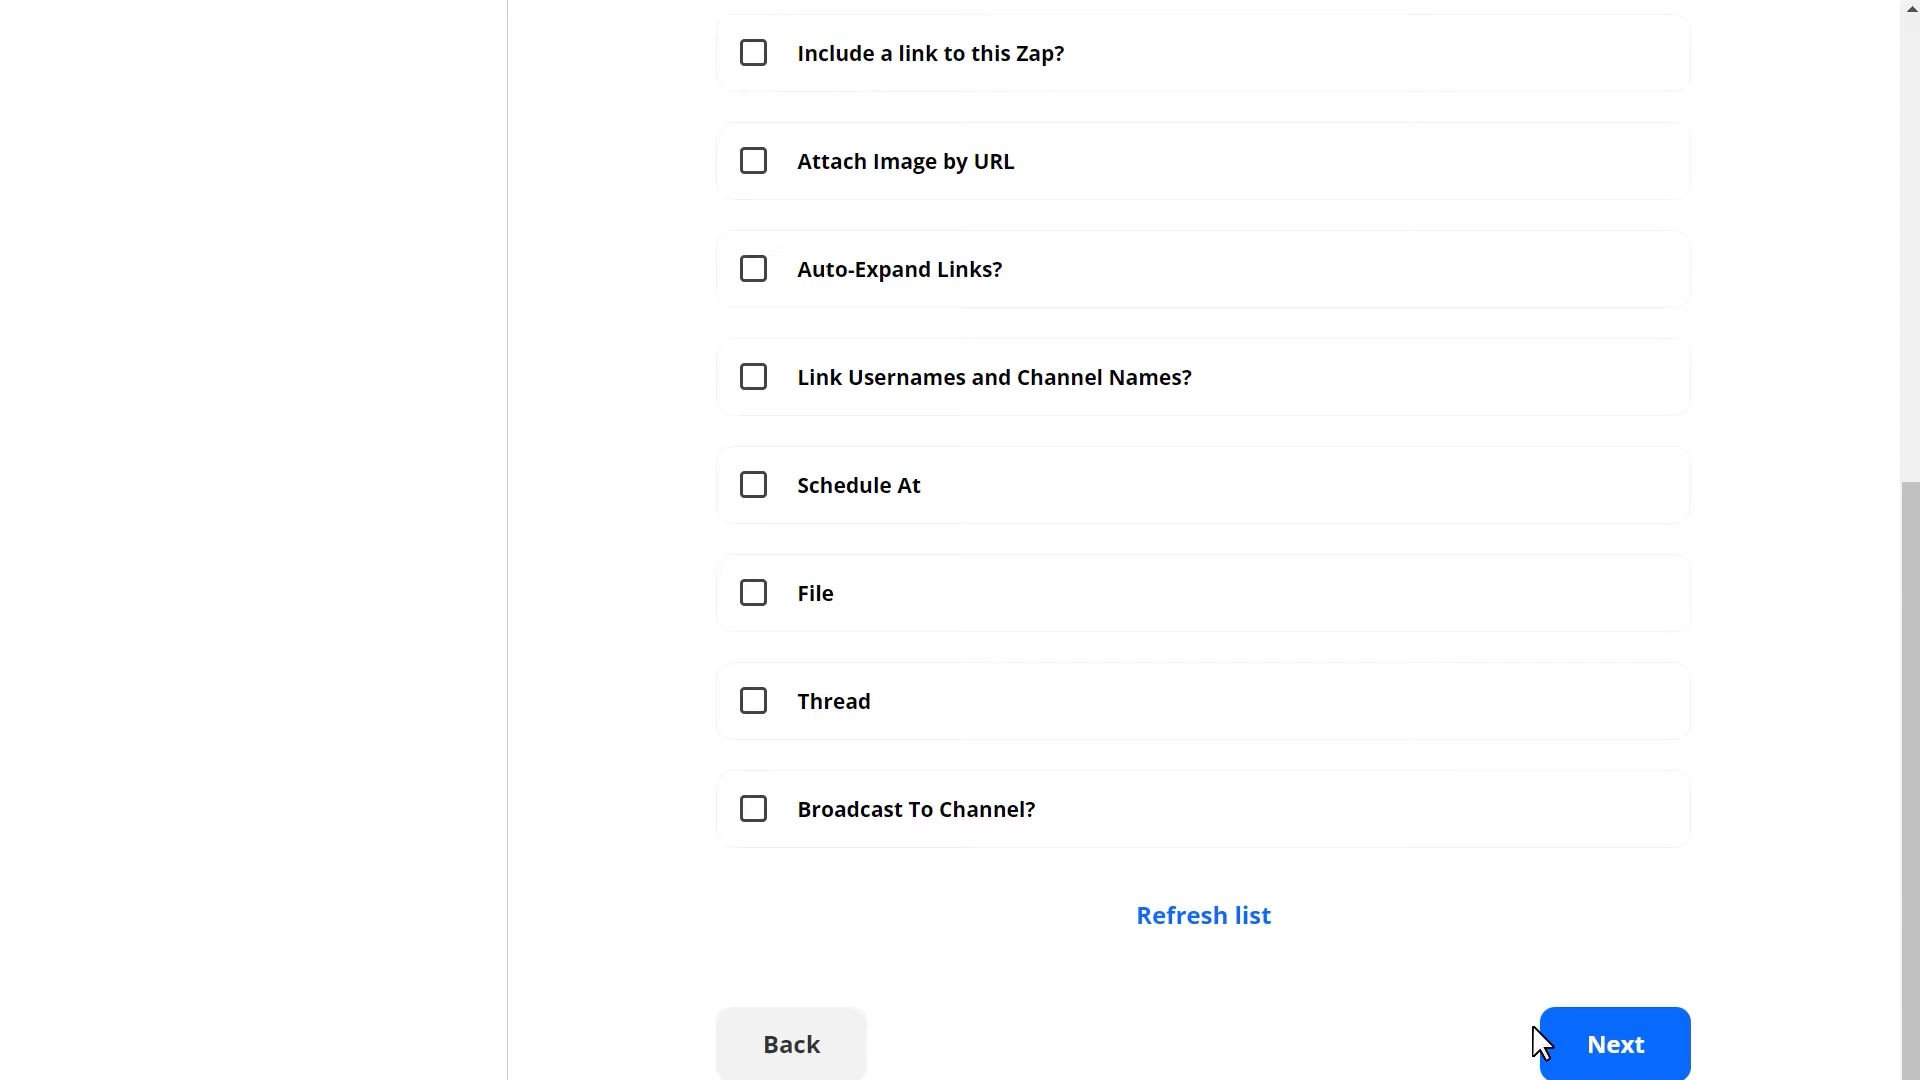 Include a link to this Zap?
Attach Image by URL
Auto-Expand Links?
Link Usernames and Channel Names?
Schedule At
File
Thread
Broadcast To Channel?
Refresh list
Back
Next